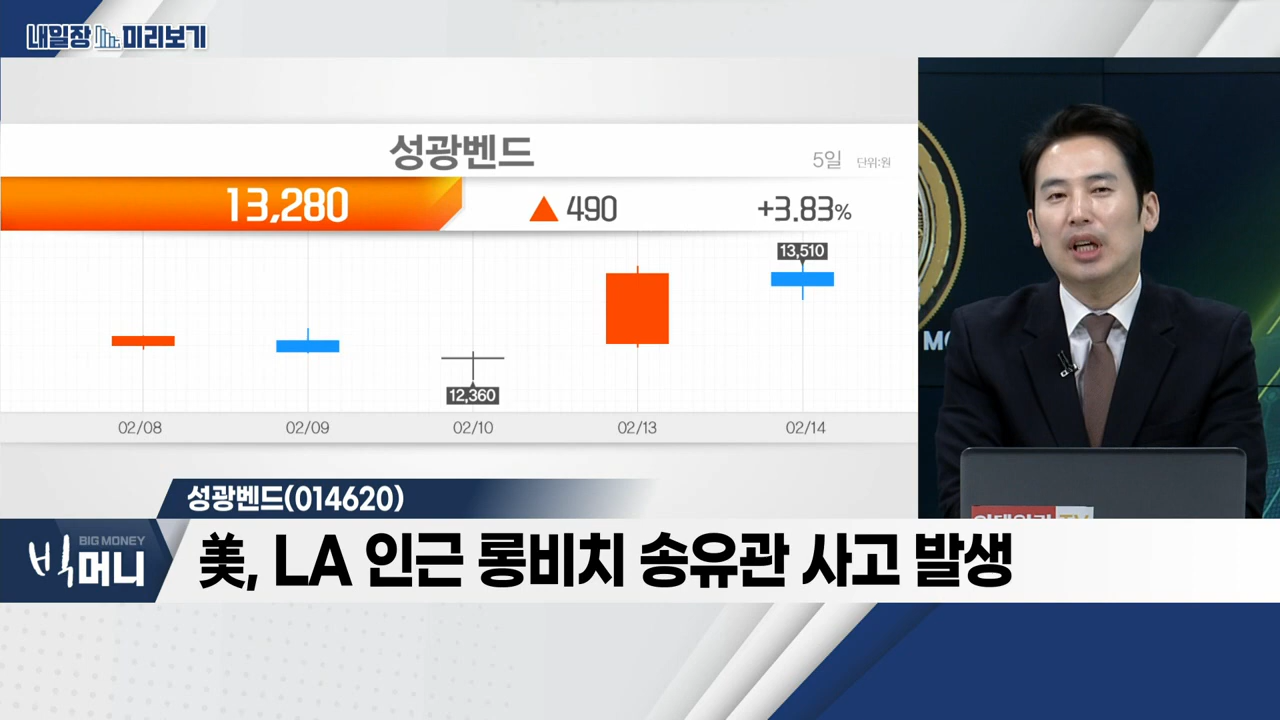 내일장 미리보기
성광벤드
5일 단위:원
13,280 ▲ 490 +3.83%
13,510
12,360
02/08 02/09 02/10 02/13 02/14
성광벤드(014620)
BIG MONEY
빅머니
美, LA 인근 롱비치 송유관 사고 발생